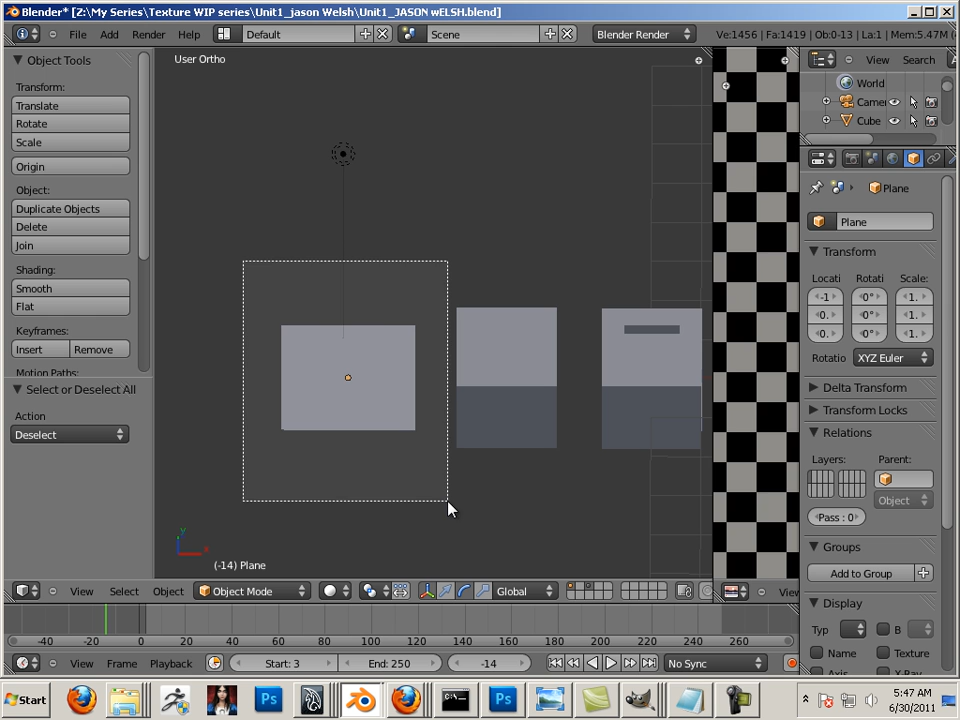 Blender* [Z:\My Series\Texture WIP series\Unit1_jason Welsh\Unit1_JASON wELSH.blend]
File Add Render Help Default Scene Blender Render Ve:1456 | Fa:1419 | Ob:0-13 | La:1 | Mem:5.47M
Object Tools
Transform:
Translate
Rotate
Scale
Origin
Object:
Duplicate Objects
Delete
Join
Shading:
Smooth
Flat
Keyframes:
Insert Remove
Motion Paths:
Select or Deselect All
Action
Deselect
User Ortho
y
x
(-14) Plane
View Search
World
Camer
Cube
Plane
Plane
Transform
Locati Rotati Scale:
-1 0° 1.
0. 0° 1.
0. 0° 1.
Rotatio XYZ Euler
Delta Transform
Transform Locks
Relations
Layers: Parent:
Object
Pass : 0
Groups
Add to Group
Display
Typ B
Name Texture
Axis X-Ray
View Select Object Object Mode Global View
-40 -20 0 20 40 60 80 100 120 140 160 180 200 220 240 260
View Frame Playback Start: 3 End: 250 -14 No Sync
Start Ps Ps 5:47 AM
6/30/2011